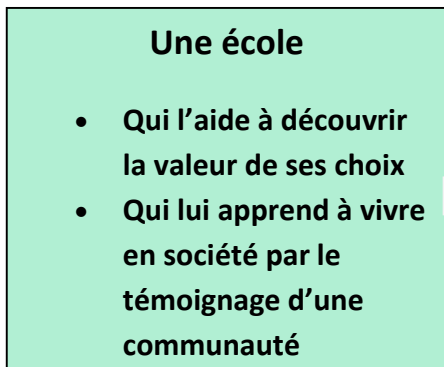 Une école
• Qui l’aide à découvrir
la valeur de ses choix
• Qui lui apprend à vivre
en société par le
témoignage d’une
communauté